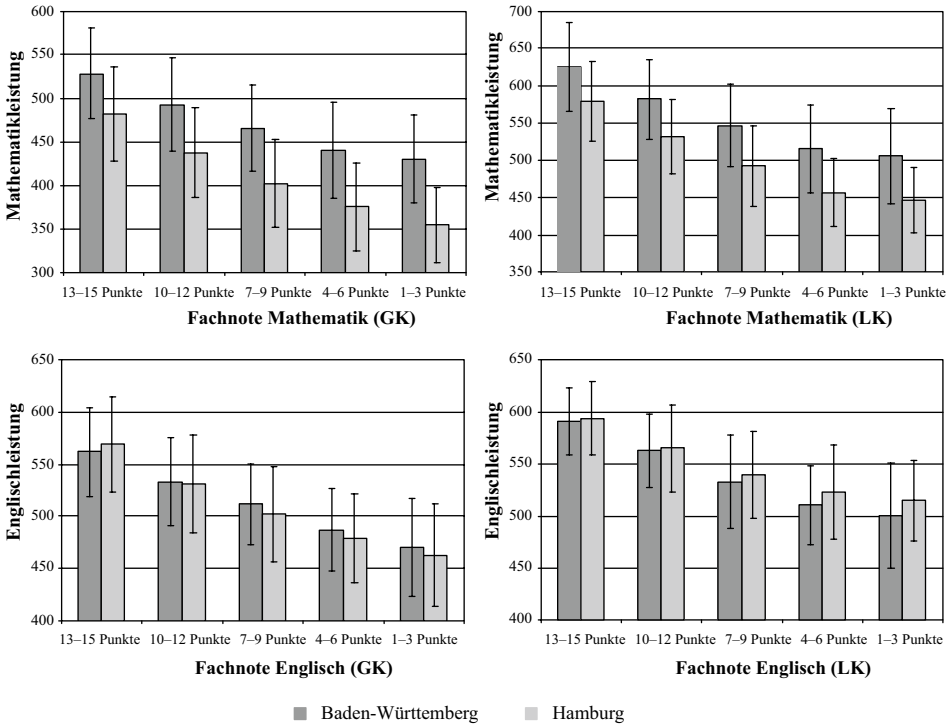 600
550
500
450
400
350
300
Mathematikleistung
13–15 Punkte 10–12 Punkte 7–9 Punkte 4–6 Punkte 1–3 Punkte
Fachnote Mathematik (GK)
700
650
600
550
500
450
400
350
Mathematikleistung
13–15 Punkte 10–12 Punkte 7–9 Punkte 4–6 Punkte 1–3 Punkte
Fachnote Mathematik (LK)
650
600
550
500
450
400
Englischleistung
13–15 Punkte 10–12 Punkte 7–9 Punkte 4–6 Punkte 1–3 Punkte
Fachnote Englisch (GK)
650
600
550
500
450
400
Englischleistung
13–15 Punkte 10–12 Punkte 7–9 Punkte 4–6 Punkte 1–3 Punkte
Fachnote Englisch (LK)
Baden-Württemberg Hamburg